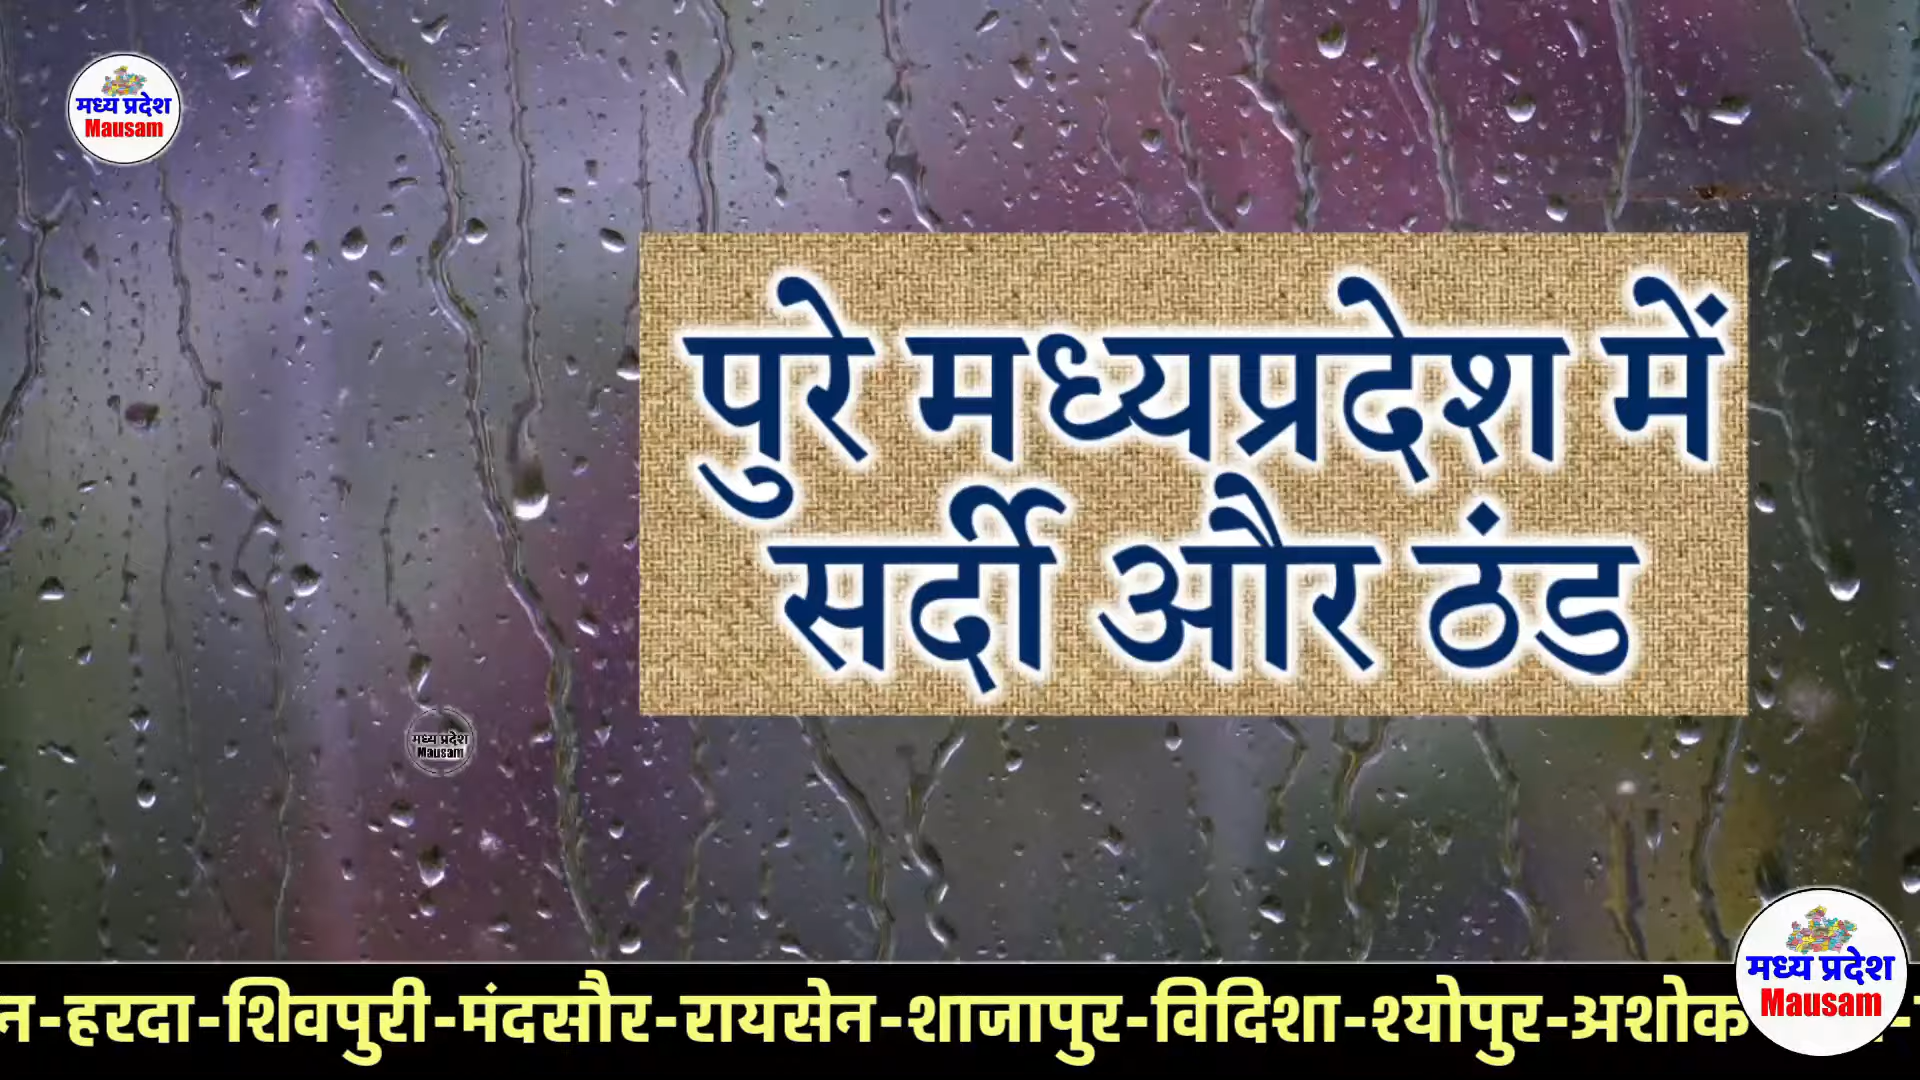 मध्य प्रदेश
Mausam
पुरे मध्यप्रदेश में
सर्दी और ठंड
मध्य प्रदेश
Mausam
न-हरदा-शिवपुरी-मंदसौर-रायसेन-शाजापुर-विदिशा-श्योपुर-अशोक
मध्य प्रदेश
Mausam